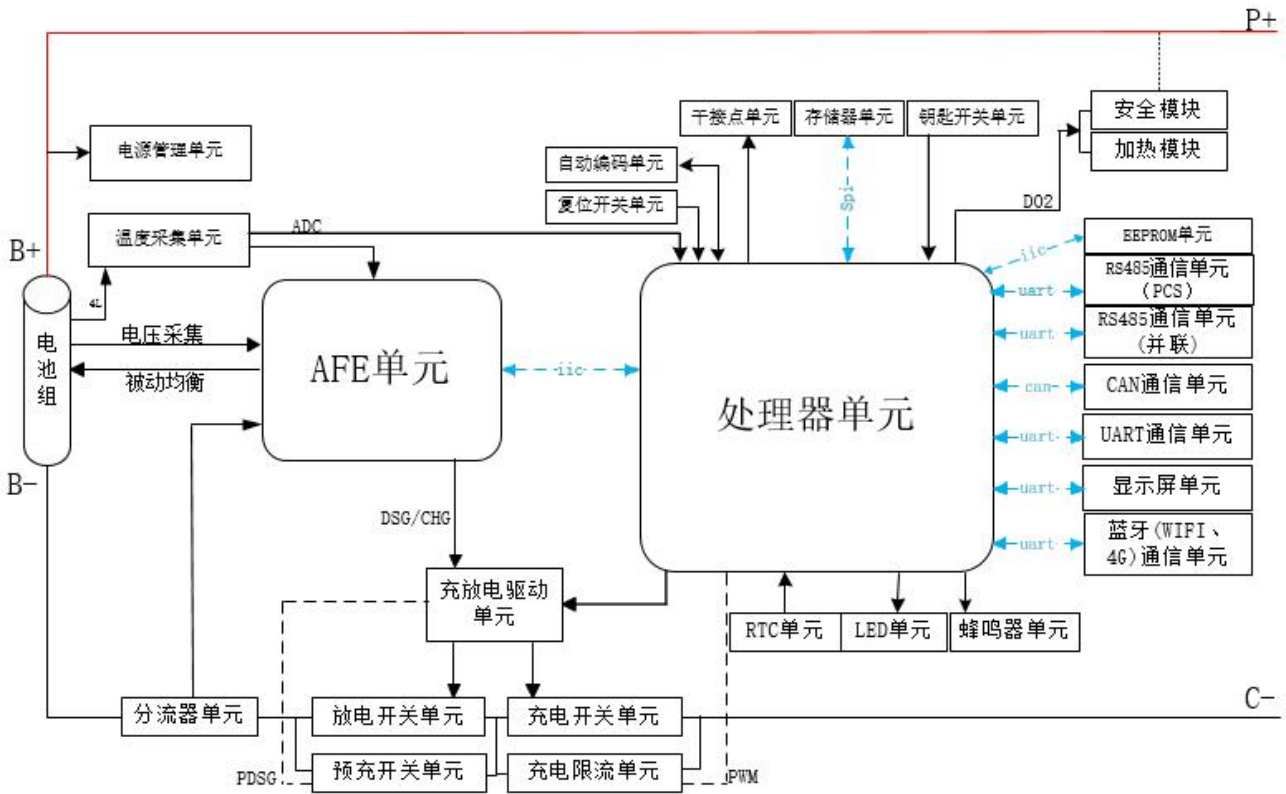 P+
干接点单元
存储器单元
钥匙开关单元
安全模块
加热模块
电源管理单元
自动编码单元
复位开关单元
Spi
DO2
ADC
温度采集单元
B+
4L
EEPROM单元
iic
RS485通信单元
(PCS)
uart
RS485通信单元
(并联)
uart
电池组
电压采集
被动均衡
AFE单元
iic
处理器单元
can
CAN通信单元
uart
UART通信单元
uart
显示屏单元
uart
蓝牙(WIFI、
4G)通信单元
B-
DSG/CHG
充放电驱动
单元
RTC单元
LED单元
蜂鸣器单元
分流器单元
放电开关单元
充电开关单元
C-
PDSG
预充开关单元
充电限流单元
PWM